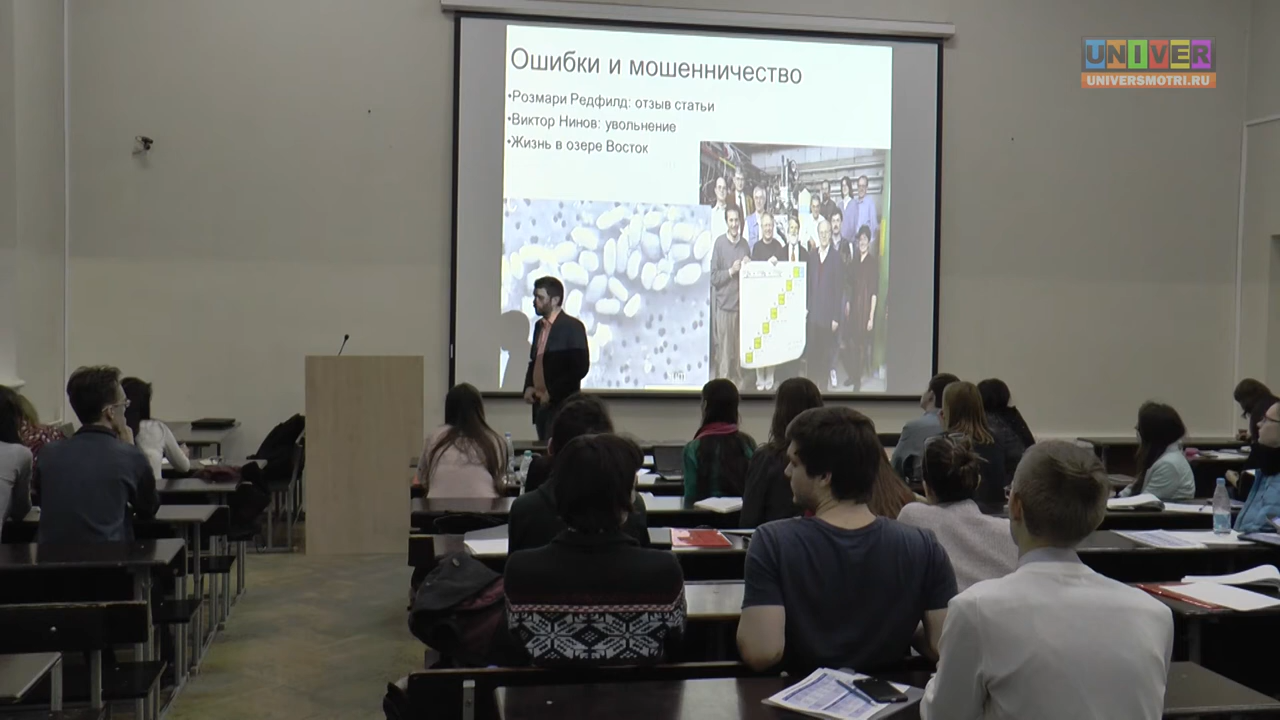 UNIVER
UNIVERSMOTRI.RU
Ошибки и мошенничество
•Розмари Редфилд: отзыв статьи
•Виктор Нинов: увольнение
•Жизнь в озере Восток